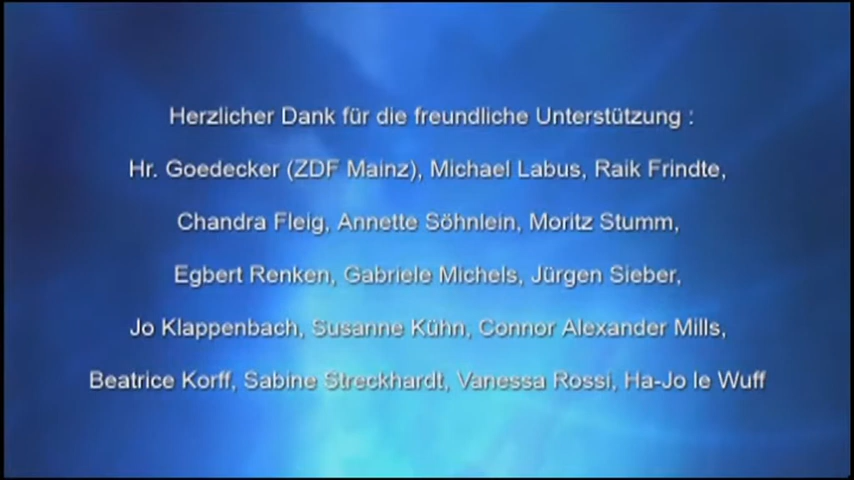 Herzlicher Dank für die freundliche Unterstützung :
Hr. Goedecker (ZDF Mainz), Michael Labus, Raik Frindte,
Chandra Fleig, Annette Söhnlein, Moritz Stumm,
Egbert Renken, Gabriele Michels, Jürgen Sieber,
Jo Klappenbach, Susanne Kühn, Connor Alexander Mills,
Beatrice Korff, Sabine Streckhardt, Vanessa Rossi, Ha-Jo le Wuff